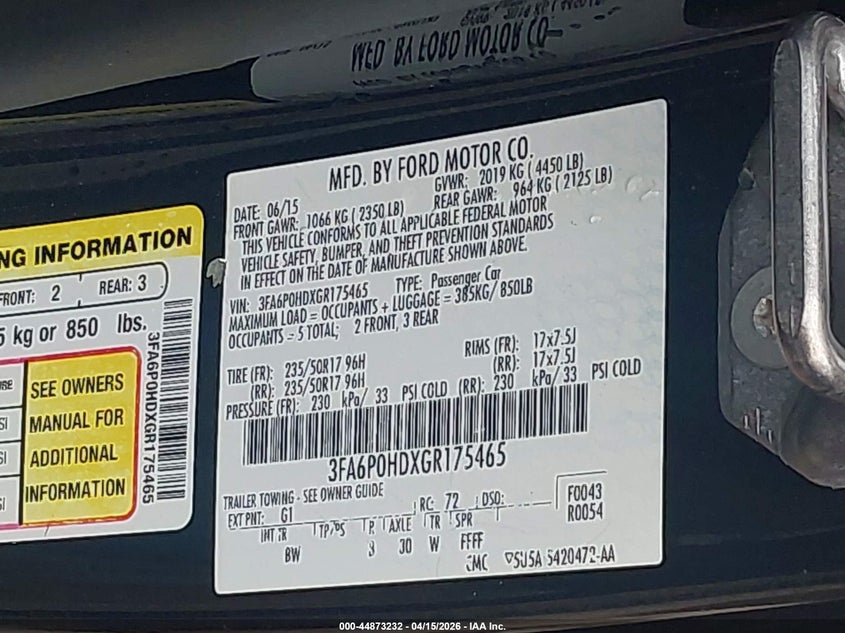 MFD. BY FORD MOTOR CO.
MFD. BY FORD MOTOR CO.
DATE: 06/15 GVWR: 2019 KG ( 4450 LB)
FRONT GAWR: 1066 KG ( 2350 LB) REAR GAWR: 964 KG ( 2125 LB)
THIS VEHICLE CONFORMS TO ALL APPLICABLE FEDERAL MOTOR
VEHICLE SAFETY, BUMPER, AND THEFT PREVENTION STANDARDS
IN EFFECT ON THE DATE OF MANUFACTURE SHOWN ABOVE.
VIN: 3FA6P0HDXGR175465 TYPE: Passenger Car
MAXIMUM LOAD = OCCUPANTS + LUGGAGE = 385KG/ 850LB
OCCUPANTS = 5 TOTAL; 2 FRONT, 3 REAR
TIRE (FR): 235/50R17 96H RIMS (FR): 17x7.5J
(RR): 235/50R17 96H (RR): 17x7.5J
PRESSURE (FR): 230 kPa/ 33 PSI COLD (RR): 230 kPa/ 33 PSI COLD
3FA6P0HDXGR175465
TRAILER TOWING - SEE OWNER GUIDE
EXT PNT: G1 RC: 72 DSO: F0043
R0054
INT TR TP/PS R AXLE TR SPR
BW 30 W FFFF
5420472-AA
NG INFORMATION
FRONT: 2 REAR: 3
5 kg or 850 lbs.
SEE OWNERS
MANUAL FOR
ADDITIONAL
INFORMATION
3FA6P0HDXGR175465
000-44873232 - 04/15/2026 - IAA Inc.